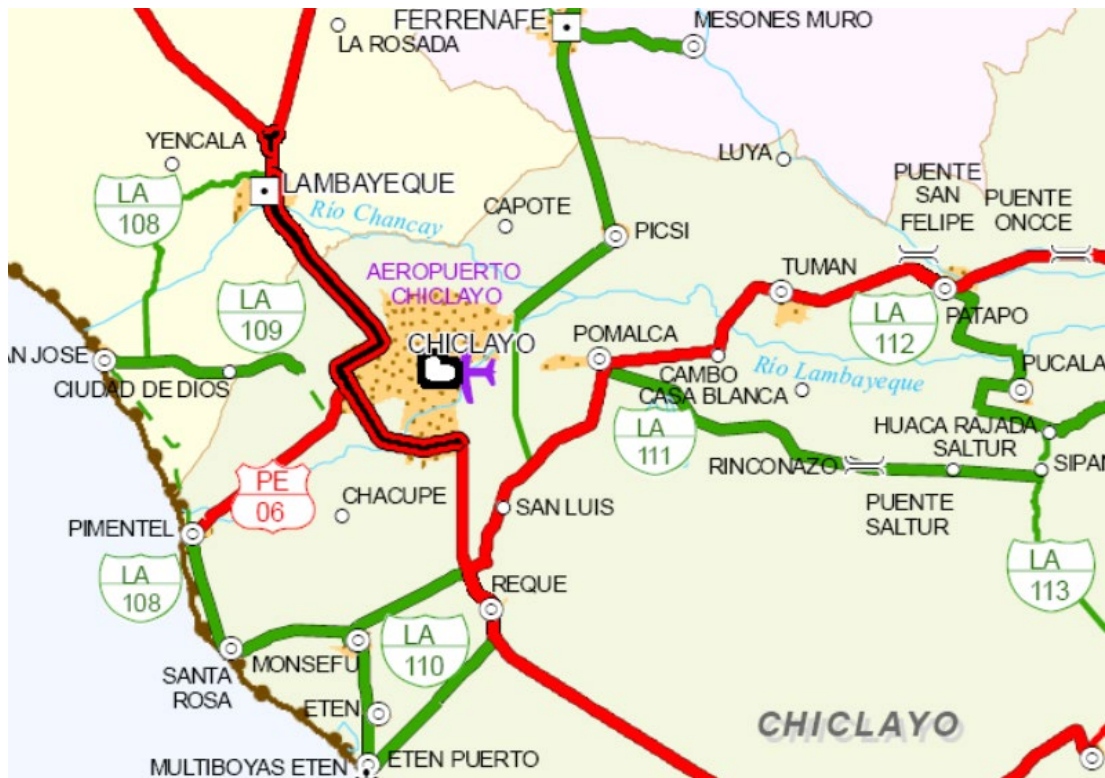 FERREÑAFE
MESONES MURO
LA ROSADA
YENCALA
LUYA
PUENTE
SAN
FELIPE
PUENTE
ONCCE
LA
108
LAMBAYEQUE
Río Chancay
CAPOTE
PICSI
AEROPUERTO
CHICLAYO
TUMAN
LA
109
LA
112
PATAPO
CHICLAYO
POMALCA
AN JOSE
CIUDAD DE DIOS
CAMBO
Río Lambayeque
PUCALA
CASA BLANCA
LA
111
HUACA RAJADA
SALTUR
RINCONAZO
SIPAN
PE
06
CHACUPE
SAN LUIS
PUENTE
SALTUR
PIMENTEL
LA
108
REQUE
LA
113
LA
110
SANTA
ROSA
MONSEFU
ETEN
CHICLAYO
MULTIBOYAS ETEN
ETEN PUERTO